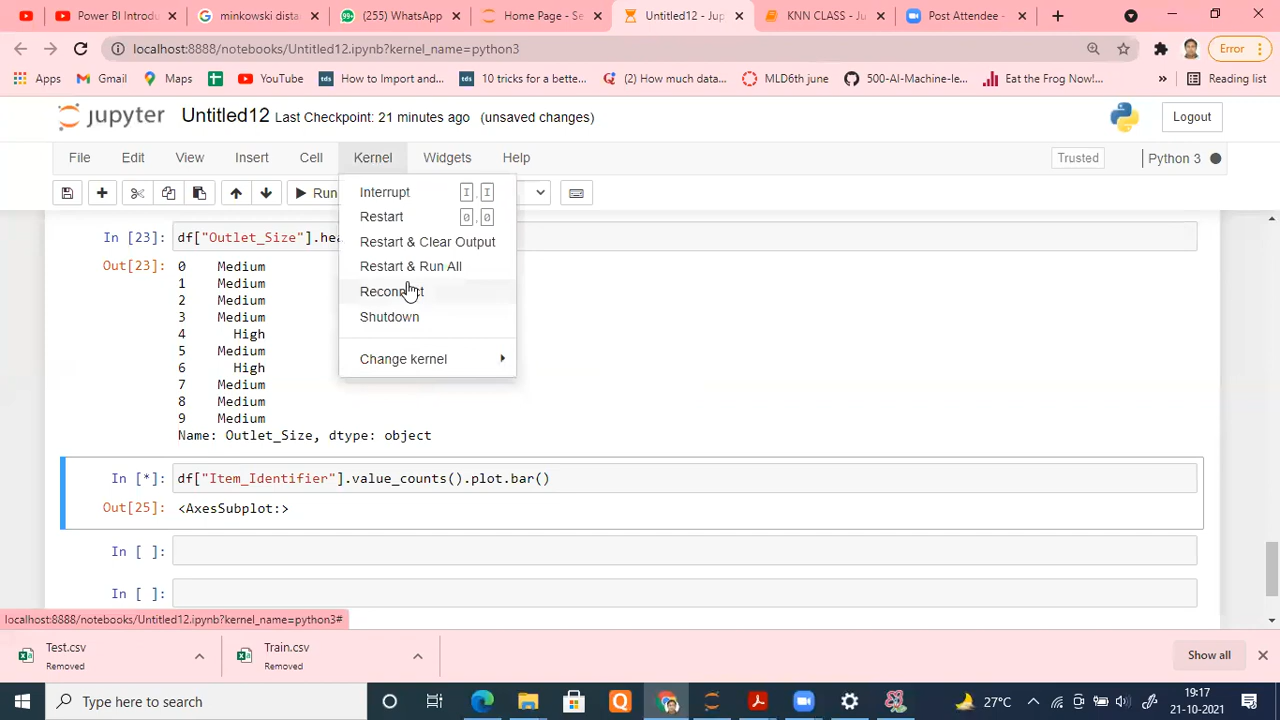 Power BI Introdu
minkowski dista
(255) WhatsApp
Home Page - Se
Untitled12 - Jup
KNN CLASS - Ju
Post Attendee -
localhost:8888/notebooks/Untitled12.ipynb?kernel_name=python3
Error
Apps
Gmail
Maps
YouTube
How to Import and...
10 tricks for a bette...
(2) How much data...
MLD6th june
500-AI-Machine-le...
Eat the Frog Now!...
»
Reading list
jupyter Untitled12 Last Checkpoint: 21 minutes ago (unsaved changes)
Logout
File Edit View Insert Cell Kernel Widgets Help
Trusted
Python 3
Run
Interrupt I,I
Restart 0,0
Restart & Clear Output
Restart & Run All
Reconnect
Shutdown
Change kernel
In [23]: df["Outlet_Size"].hea
Out[23]: 0 Medium
1 Medium
2 Medium
3 Medium
4 High
5 Medium
6 High
7 Medium
8 Medium
9 Medium
Name: Outlet_Size, dtype: object
In [*]: df["Item_Identifier"].value_counts().plot.bar()
Out[25]: <AxesSubplot:>
In [ ]:
In [ ]:
localhost:8888/notebooks/Untitled12.ipynb?kernel_name=python3#
Test.csv
Removed
Train.csv
Removed
Show all
Type here to search
27°C
19:17
21-10-2021